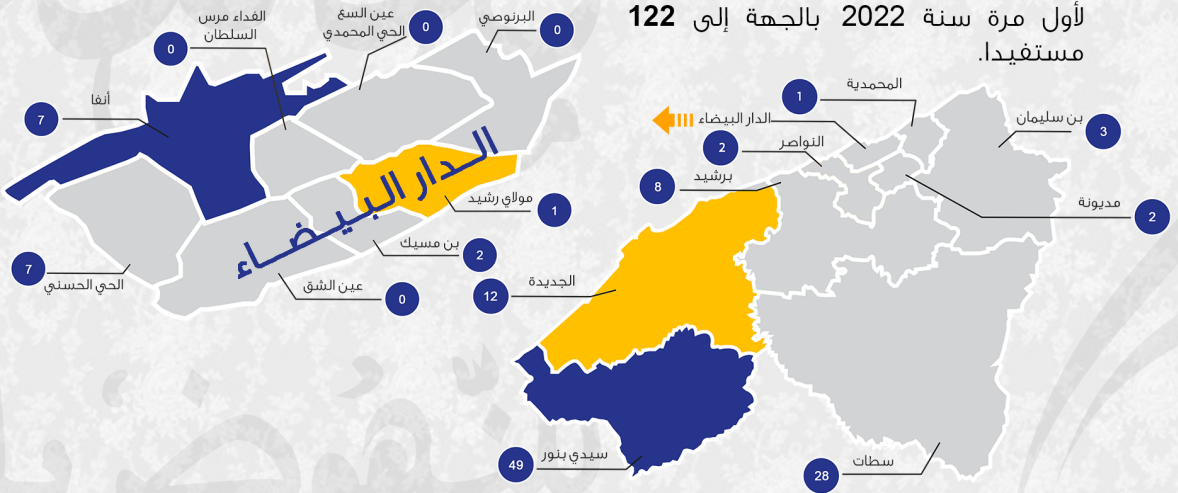 لأول مرة سنة 2022 بالجهة إلى 122
مستفيدا.
المحمدية
1
بن سليمان
3
الدار البيضاء
النواصر
2
برشيد
8
مديونة
2
الجديدة
12
سيدي بنور
49
سطات
28
البرنوصي
0
عين السبع
الحي المحمدي
0
الفداء مرس
السلطان
0
أنفا
7
الدار البيضاء
مولاي رشيد
1
بن مسيك
2
عين الشق
0
الحي الحسني
7